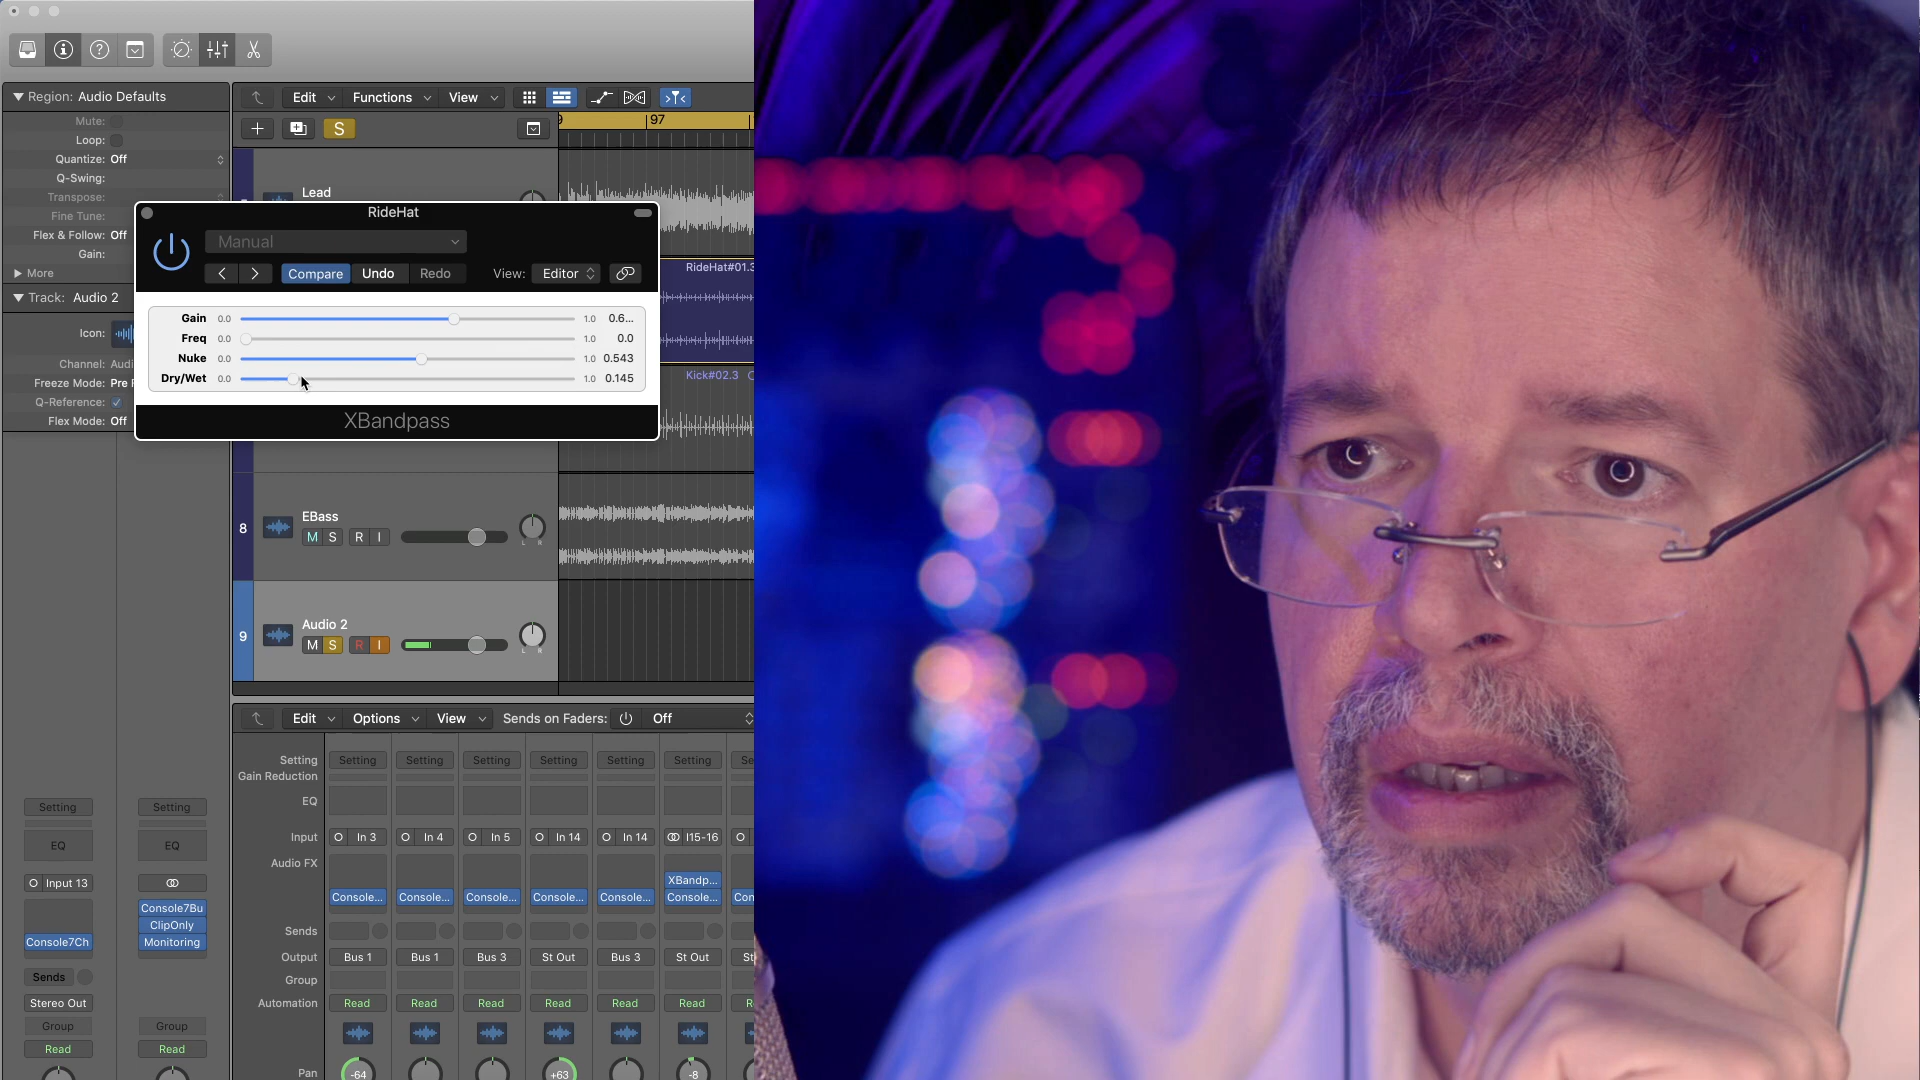 Region: Audio Defaults
Mute:
Loop:
Quantize: Off
Q-Swing:
Transpose:
Fine Tune:
Flex & Follow: Off
Gain:
More
Track: Audio 2
Icon:
Channel: Audi
Freeze Mode: Pre F
Q-Reference:
Flex Mode: Off
Edit Functions View
S
97
Lead
RideHat
Manual
Compare Undo Redo View: Editor
Gain 0.0 1.0 0.6...
Freq 0.0 1.0 0.0
Nuke 0.0 1.0 0.543
Dry/Wet 0.0 1.0 0.145
XBandpass
RideHat#01.3
Kick#02.3
8 EBass
M S R I
L R
9 Audio 2
M S R I
L R
Edit Options View Sends on Faders: Off
Setting Setting Setting Setting Setting Setting Setting Se
Gain Reduction
EQ
Input In 3 In 4 In 5 In 14 In 14 I15-16
Audio FX
XBandp...
Console... Console... Console... Console... Console... Console... Con
Sends
Output Bus 1 Bus 1 Bus 3 St Out Bus 3 St Out St
Group
Automation Read Read Read Read Read Read R
Pan -64 +63 -8
Setting Setting
EQ EQ
Input 13
Console7Bu
ClipOnly
Console7Ch Monitoring
Sends
Stereo Out
Group Group
Read Read